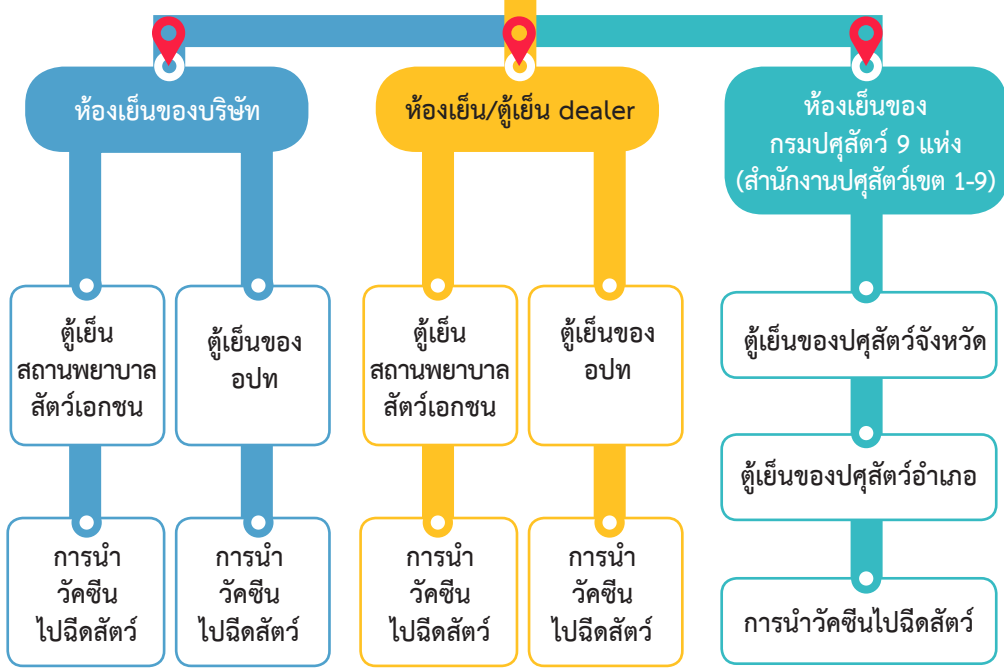 ห้องเย็นของบริษัท
ห้องเย็น/ตู้เย็น dealer
ห้องเย็นของ
กรมปศุสัตว์ 9 แห่ง
(สำนักงานปศุสัตว์เขต 1-9)
ตู้เย็น
สถานพยาบาล
สัตว์เอกชน
ตู้เย็นของ
อปท
ตู้เย็น
สถานพยาบาล
สัตว์เอกชน
ตู้เย็นของ
อปท
ตู้เย็นของปศุสัตว์จังหวัด
ตู้เย็นของปศุสัตว์อำเภอ
การนำ
วัคซีน
ไปฉีดสัตว์
การนำ
วัคซีน
ไปฉีดสัตว์
การนำ
วัคซีน
ไปฉีดสัตว์
การนำ
วัคซีน
ไปฉีดสัตว์
การนำวัคซีนไปฉีดสัตว์